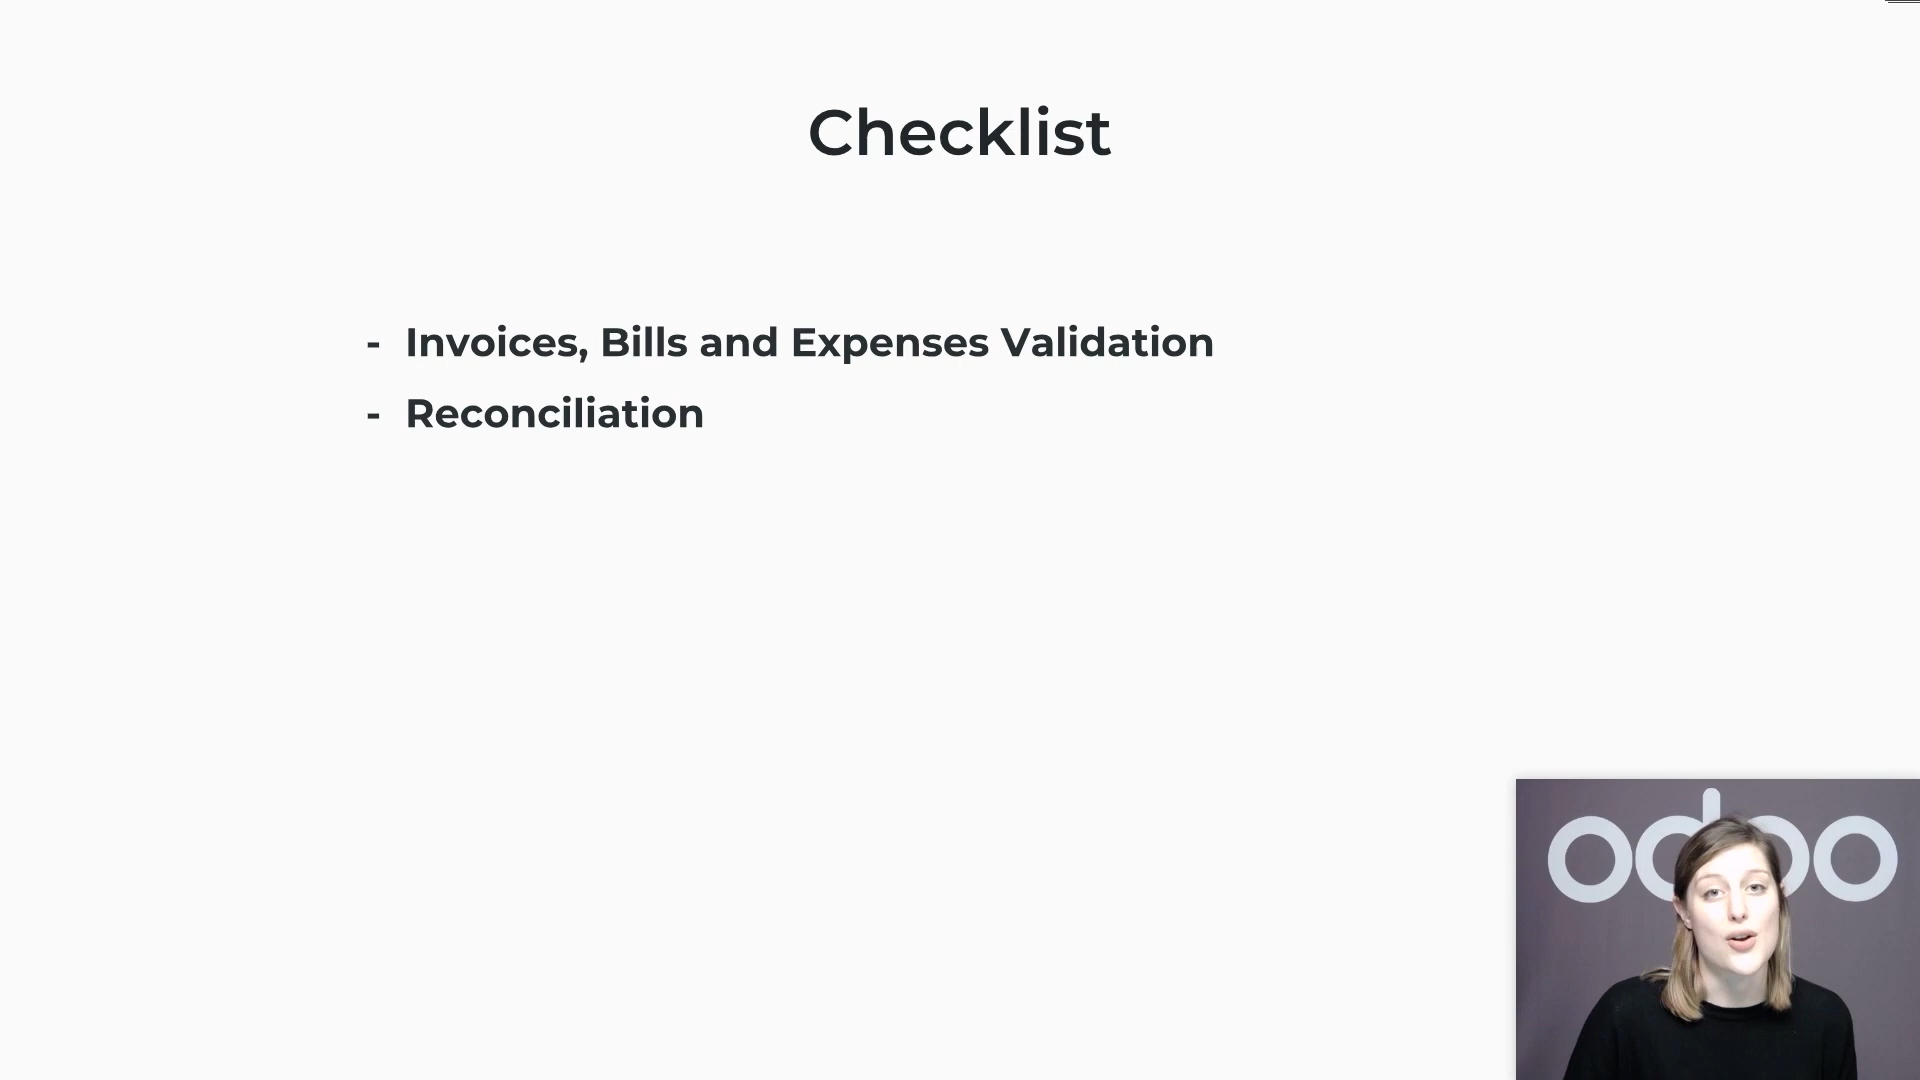 Checklist
- Invoices, Bills and Expenses Validation
- Reconciliation
odoo